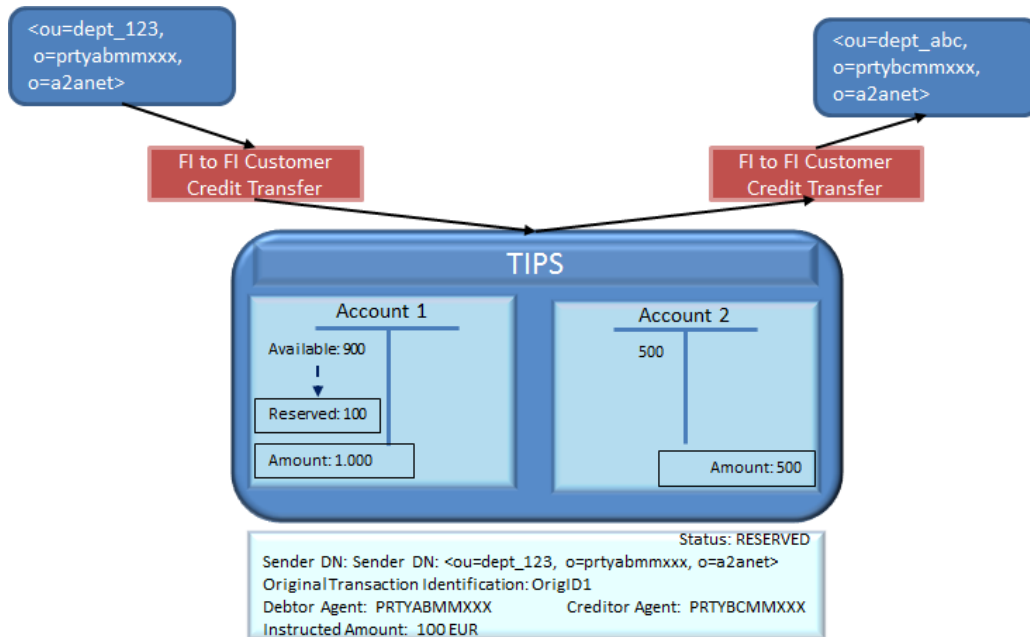 <ou=dept_123,
o=prtyabmmxxx,
o=a2anet>
<ou=dept_abc,
o=prtybcmmxxx,
o=a2anet>
FI to FI Customer
Credit Transfer
FI to FI Customer
Credit Transfer
TIPS
Account 1
Available: 900
Reserved: 100
Amount: 1.000
Account 2
500
Amount: 500
Status: RESERVED
Sender DN: Sender DN: <ou=dept_123, o=prtyabmmxxx, o=a2anet>
Original Transaction Identification: OrigID1
Debtor Agent: PRTYABMMXXX Creditor Agent: PRTYBCMMXXX
Instructed Amount: 100 EUR